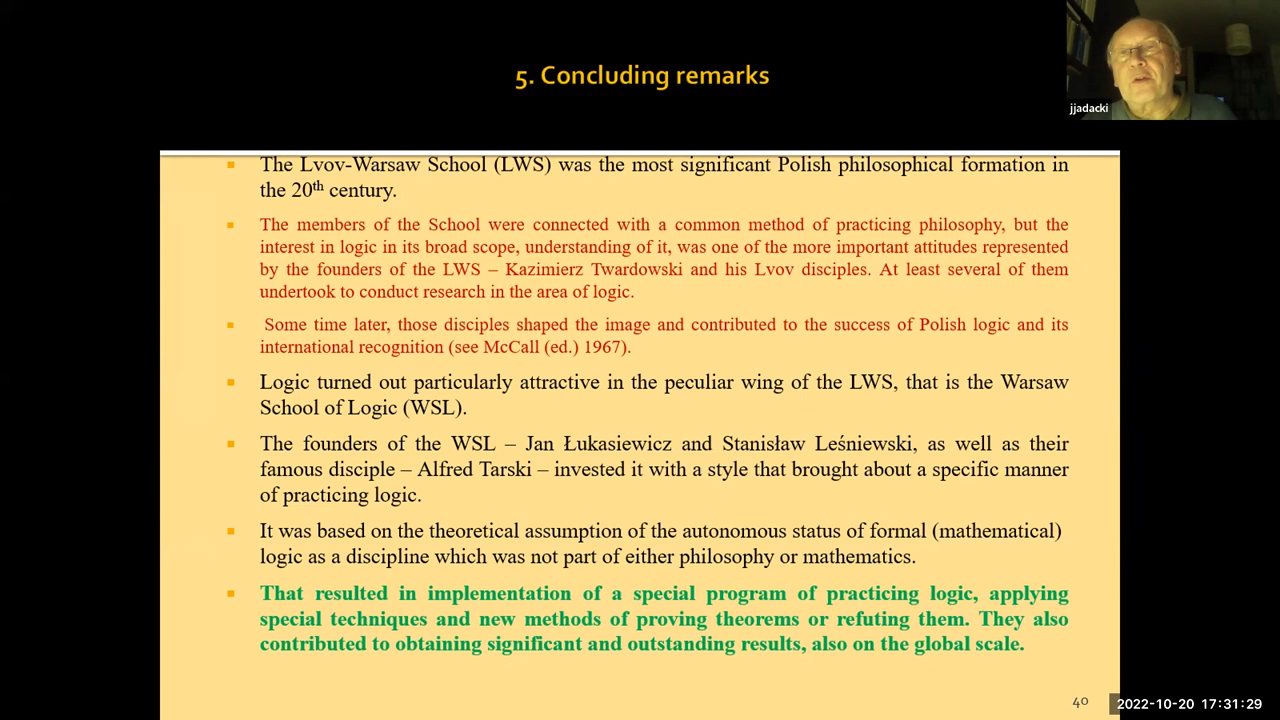 5. Concluding remarks
jjadacki
▪ The Lvov-Warsaw School (LWS) was the most significant Polish philosophical formation in
the 20th century.
▪ The members of the School were connected with a common method of practicing philosophy, but the
interest in logic in its broad scope, understanding of it, was one of the more important attitudes represented
by the founders of the LWS – Kazimierz Twardowski and his Lvov disciples. At least several of them
undertook to conduct research in the area of logic.
▪ Some time later, those disciples shaped the image and contributed to the success of Polish logic and its
international recognition (see McCall (ed.) 1967).
▪ Logic turned out particularly attractive in the peculiar wing of the LWS, that is the Warsaw
School of Logic (WSL).
▪ The founders of the WSL – Jan Łukasiewicz and Stanisław Leśniewski, as well as their
famous disciple – Alfred Tarski – invested it with a style that brought about a specific manner
of practicing logic.
▪ It was based on the theoretical assumption of the autonomous status of formal (mathematical)
logic as a discipline which was not part of either philosophy or mathematics.
▪ That resulted in implementation of a special program of practicing logic, applying
special techniques and new methods of proving theorems or refuting them. They also
contributed to obtaining significant and outstanding results, also on the global scale.
40
2022-10-20 17:31:29